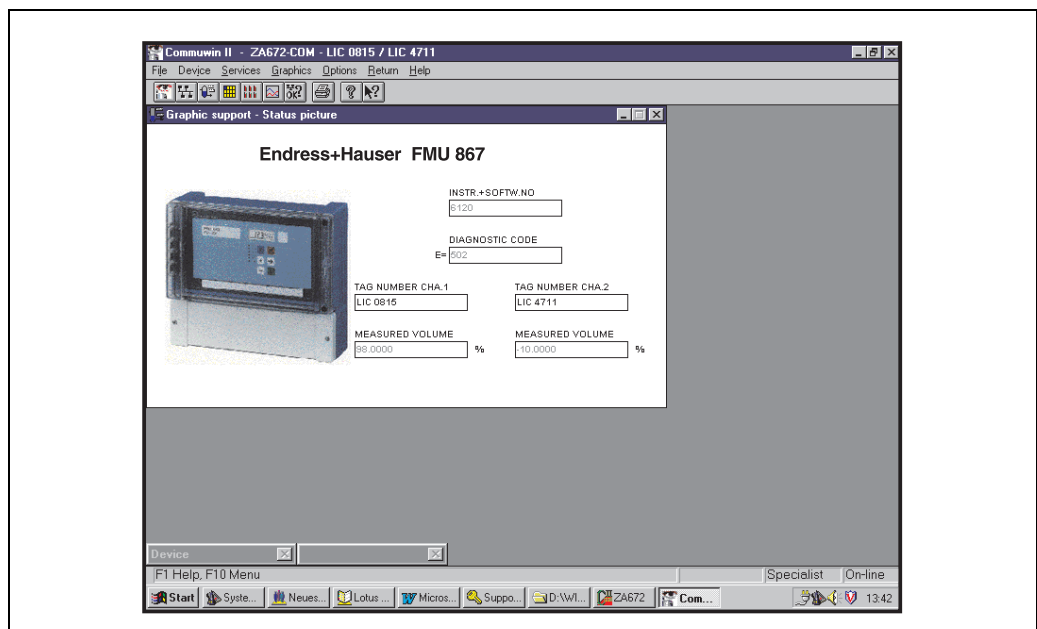 Commuwin II - ZA672-COM - LIC 0815 / LIC 4711
File Device Services Graphics Options Return Help
OK?
Graphic support - Status picture
Endress+Hauser FMU 867
INSTR.+SOFTW.NO
6120
DIAGNOSTIC CODE
E= 502
TAG NUMBER CHA.1 TAG NUMBER CHA.2
LIC 0815 LIC 4711
MEASURED VOLUME MEASURED VOLUME
98.0000 % -10.0000 %
Device
F1 Help, F10 Menu Specialist On-line
Start Syste... Neues... Lotus ... Micros... Suppo... D:\WI... ZA672 Com... 13:42